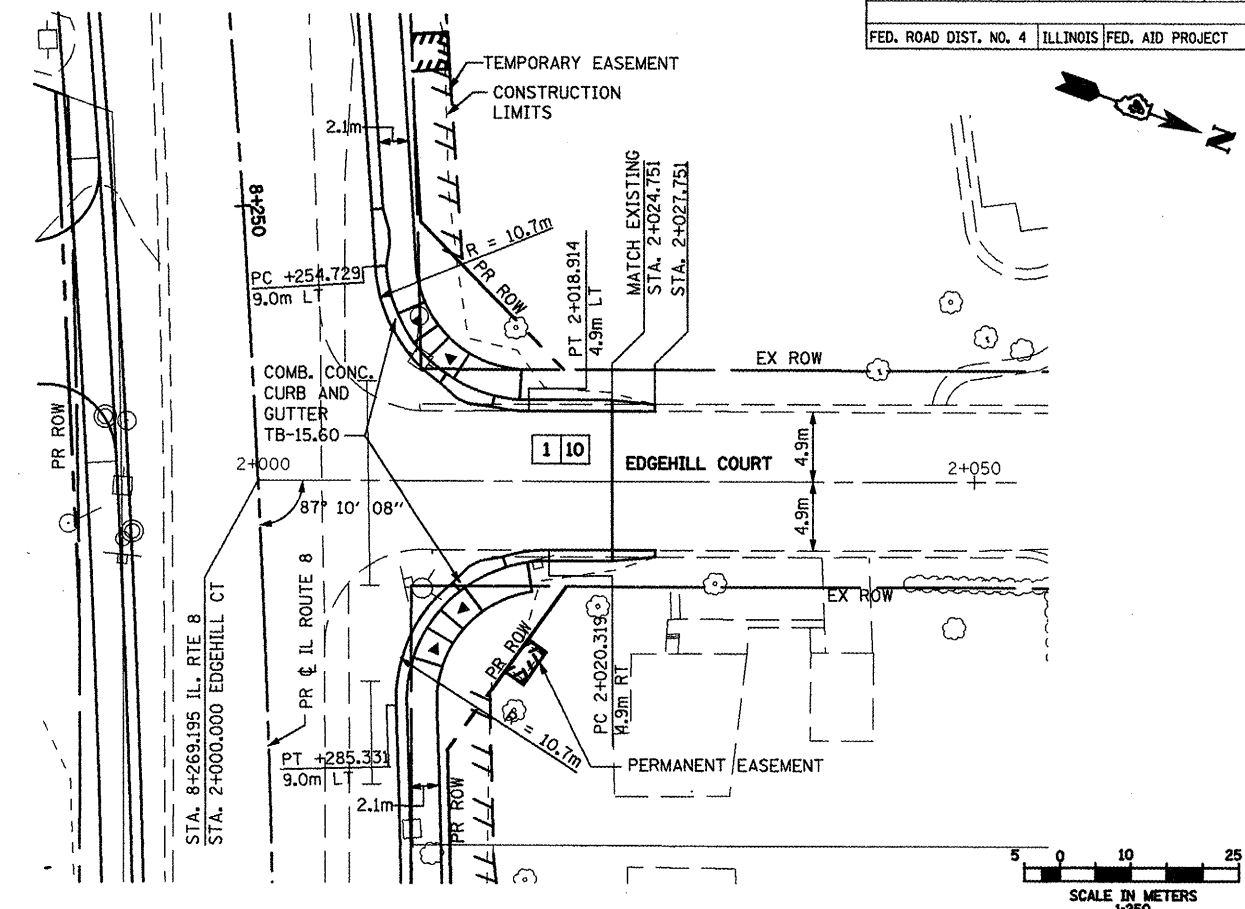 FED. ROAD DIST. NO. 4 ILLINOIS FED. AID PROJECT
TEMPORARY EASEMENT
CONSTRUCTION
LIMITS
N
2.1m
8+250
R = 10.7m
PR ROW
PC +254.729
9.0m LT
PT 2+018.914
4.9m LT
MATCH EXISTING
STA. 2+024.751
STA. 2+027.751
EX ROW
COMB. CONC.
CURB AND
GUTTER
TB-15.60
PR ROW
1 10
EDGEHILL COURT
4.9m
4.9m
2+000
2+050
87° 10' 08"
EX ROW
STA. 8+269.195 IL. RTE 8
STA. 2+000.000 EDGEHILL CT
PR ℄ IL ROUTE 8
PR ROW
PC 2+020.319
4.9m RT
R = 10.7m
PT +285.331
9.0m LT
PERMANENT EASEMENT
2.1m
PR ROW
5 0 10 25
SCALE IN METERS
1:250